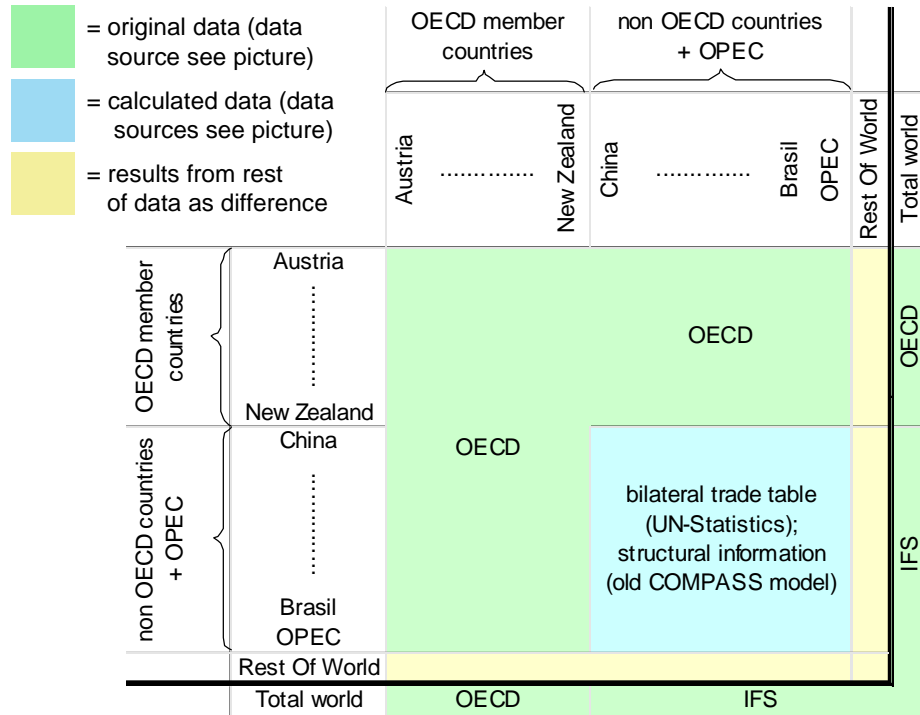 = original data (data
source see picture)
= calculated data (data
sources see picture)
= results from rest
of data as difference
OECD member
countries
non OECD countries
+ OPEC
Austria
.............
New Zealand
China
.............
Brasil
OPEC
Rest Of World
Total world
OECD member
countries
Austria
New Zealand
OECD
OECD
OECD
non OECD countries
+ OPEC
China
Brasil
OPEC
bilateral trade table
(UN-Statistics);
structural information
(old COMPASS model)
IFS
Rest Of World
Total world
OECD
IFS